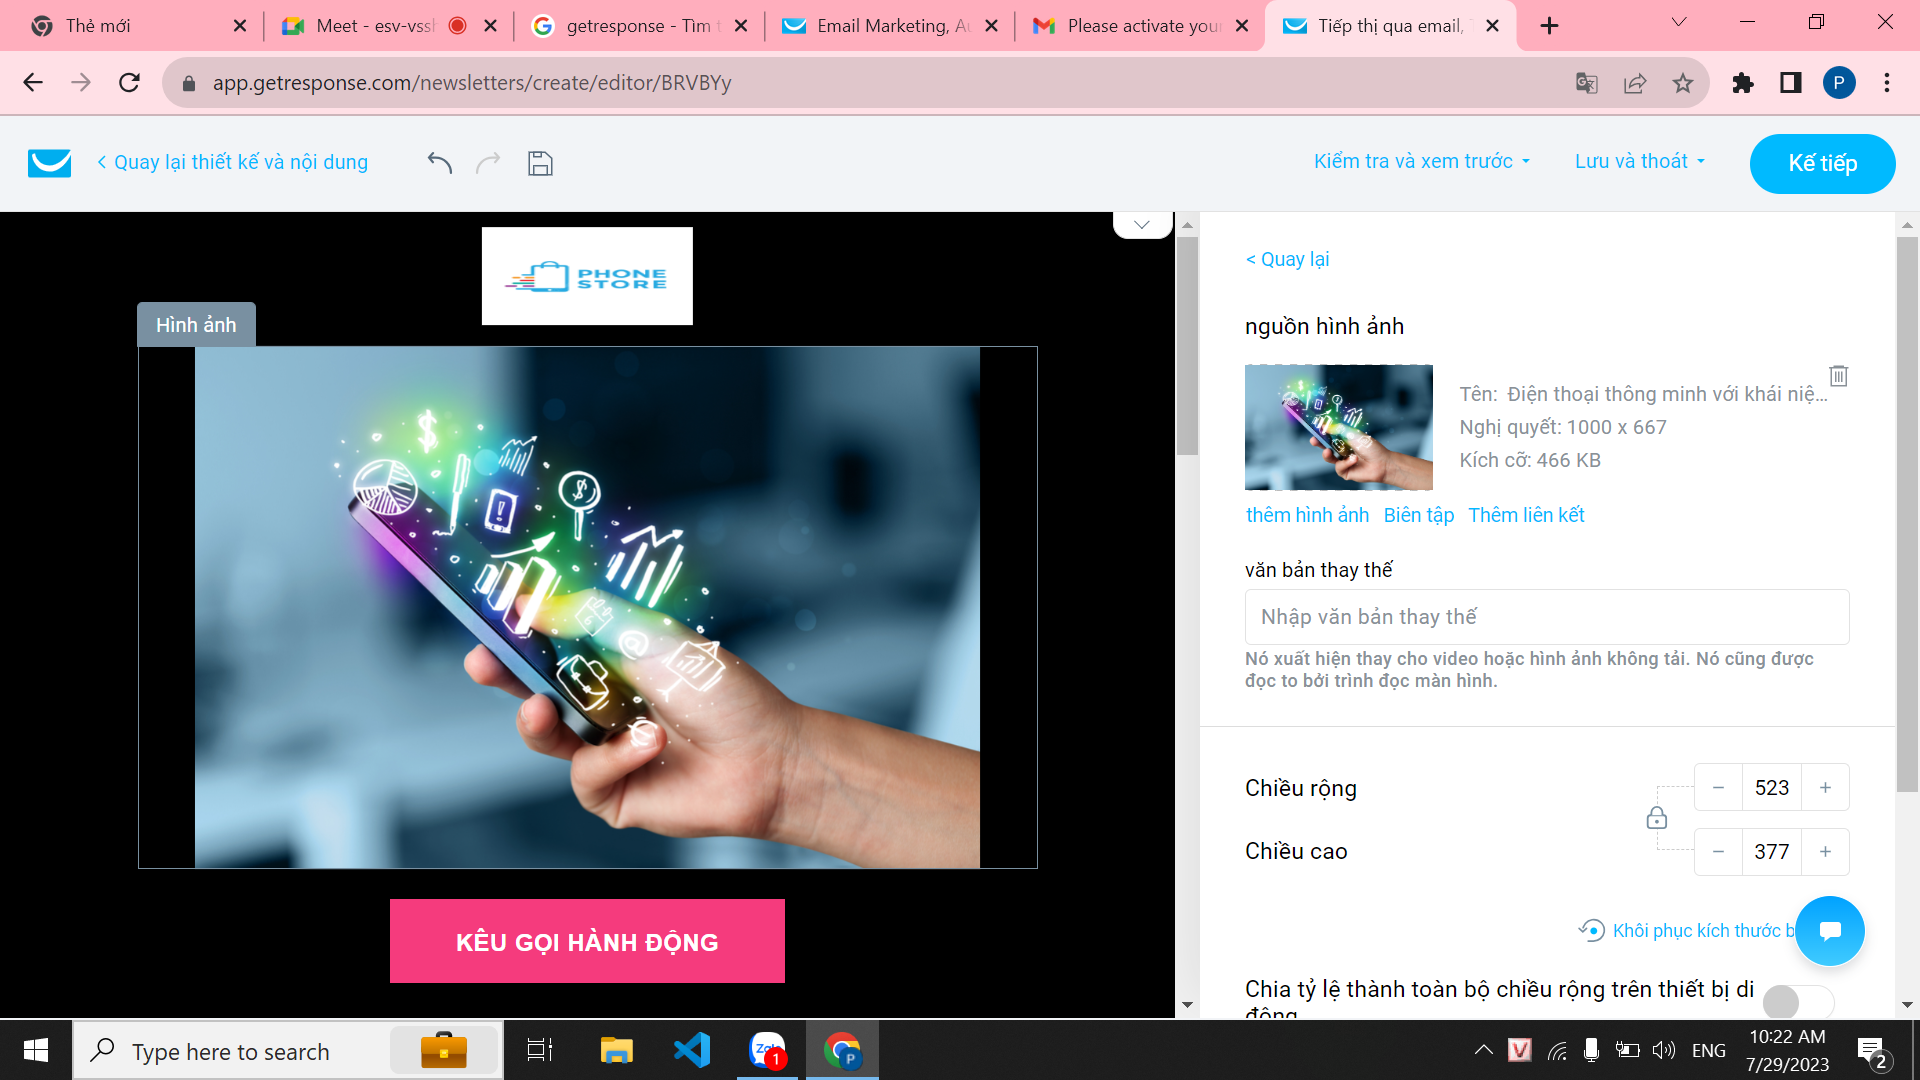 Thẻ mới
Meet - esv-vssh
getresponse - Tìm t
Email Marketing, Au
Please activate your
Tiếp thị qua email, T
app.getresponse.com/newsletters/create/editor/BRVBYy
P
Quay lại thiết kế và nội dung
Kiểm tra và xem trước
Lưu và thoát
Kế tiếp
PHONE
STORE
Hình ảnh
KÊU GỌI HÀNH ĐỘNG
< Quay lại
nguồn hình ảnh
Tên: Điện thoại thông minh với khái niệ...
Nghị quyết: 1000 x 667
Kích cỡ: 466 KB
thêm hình ảnh Biên tập Thêm liên kết
văn bản thay thế
Nhập văn bản thay thế
Nó xuất hiện thay cho video hoặc hình ảnh không tải. Nó cũng được
đọc to bởi trình đọc màn hình.
Chiều rộng
523
Chiều cao
377
Khôi phục kích thước b
Chia tỷ lệ thành toàn bộ chiều rộng trên thiết bị di
động
Type here to search
Zalo
1
P
V
ENG
10:22 AM
7/29/2023
2